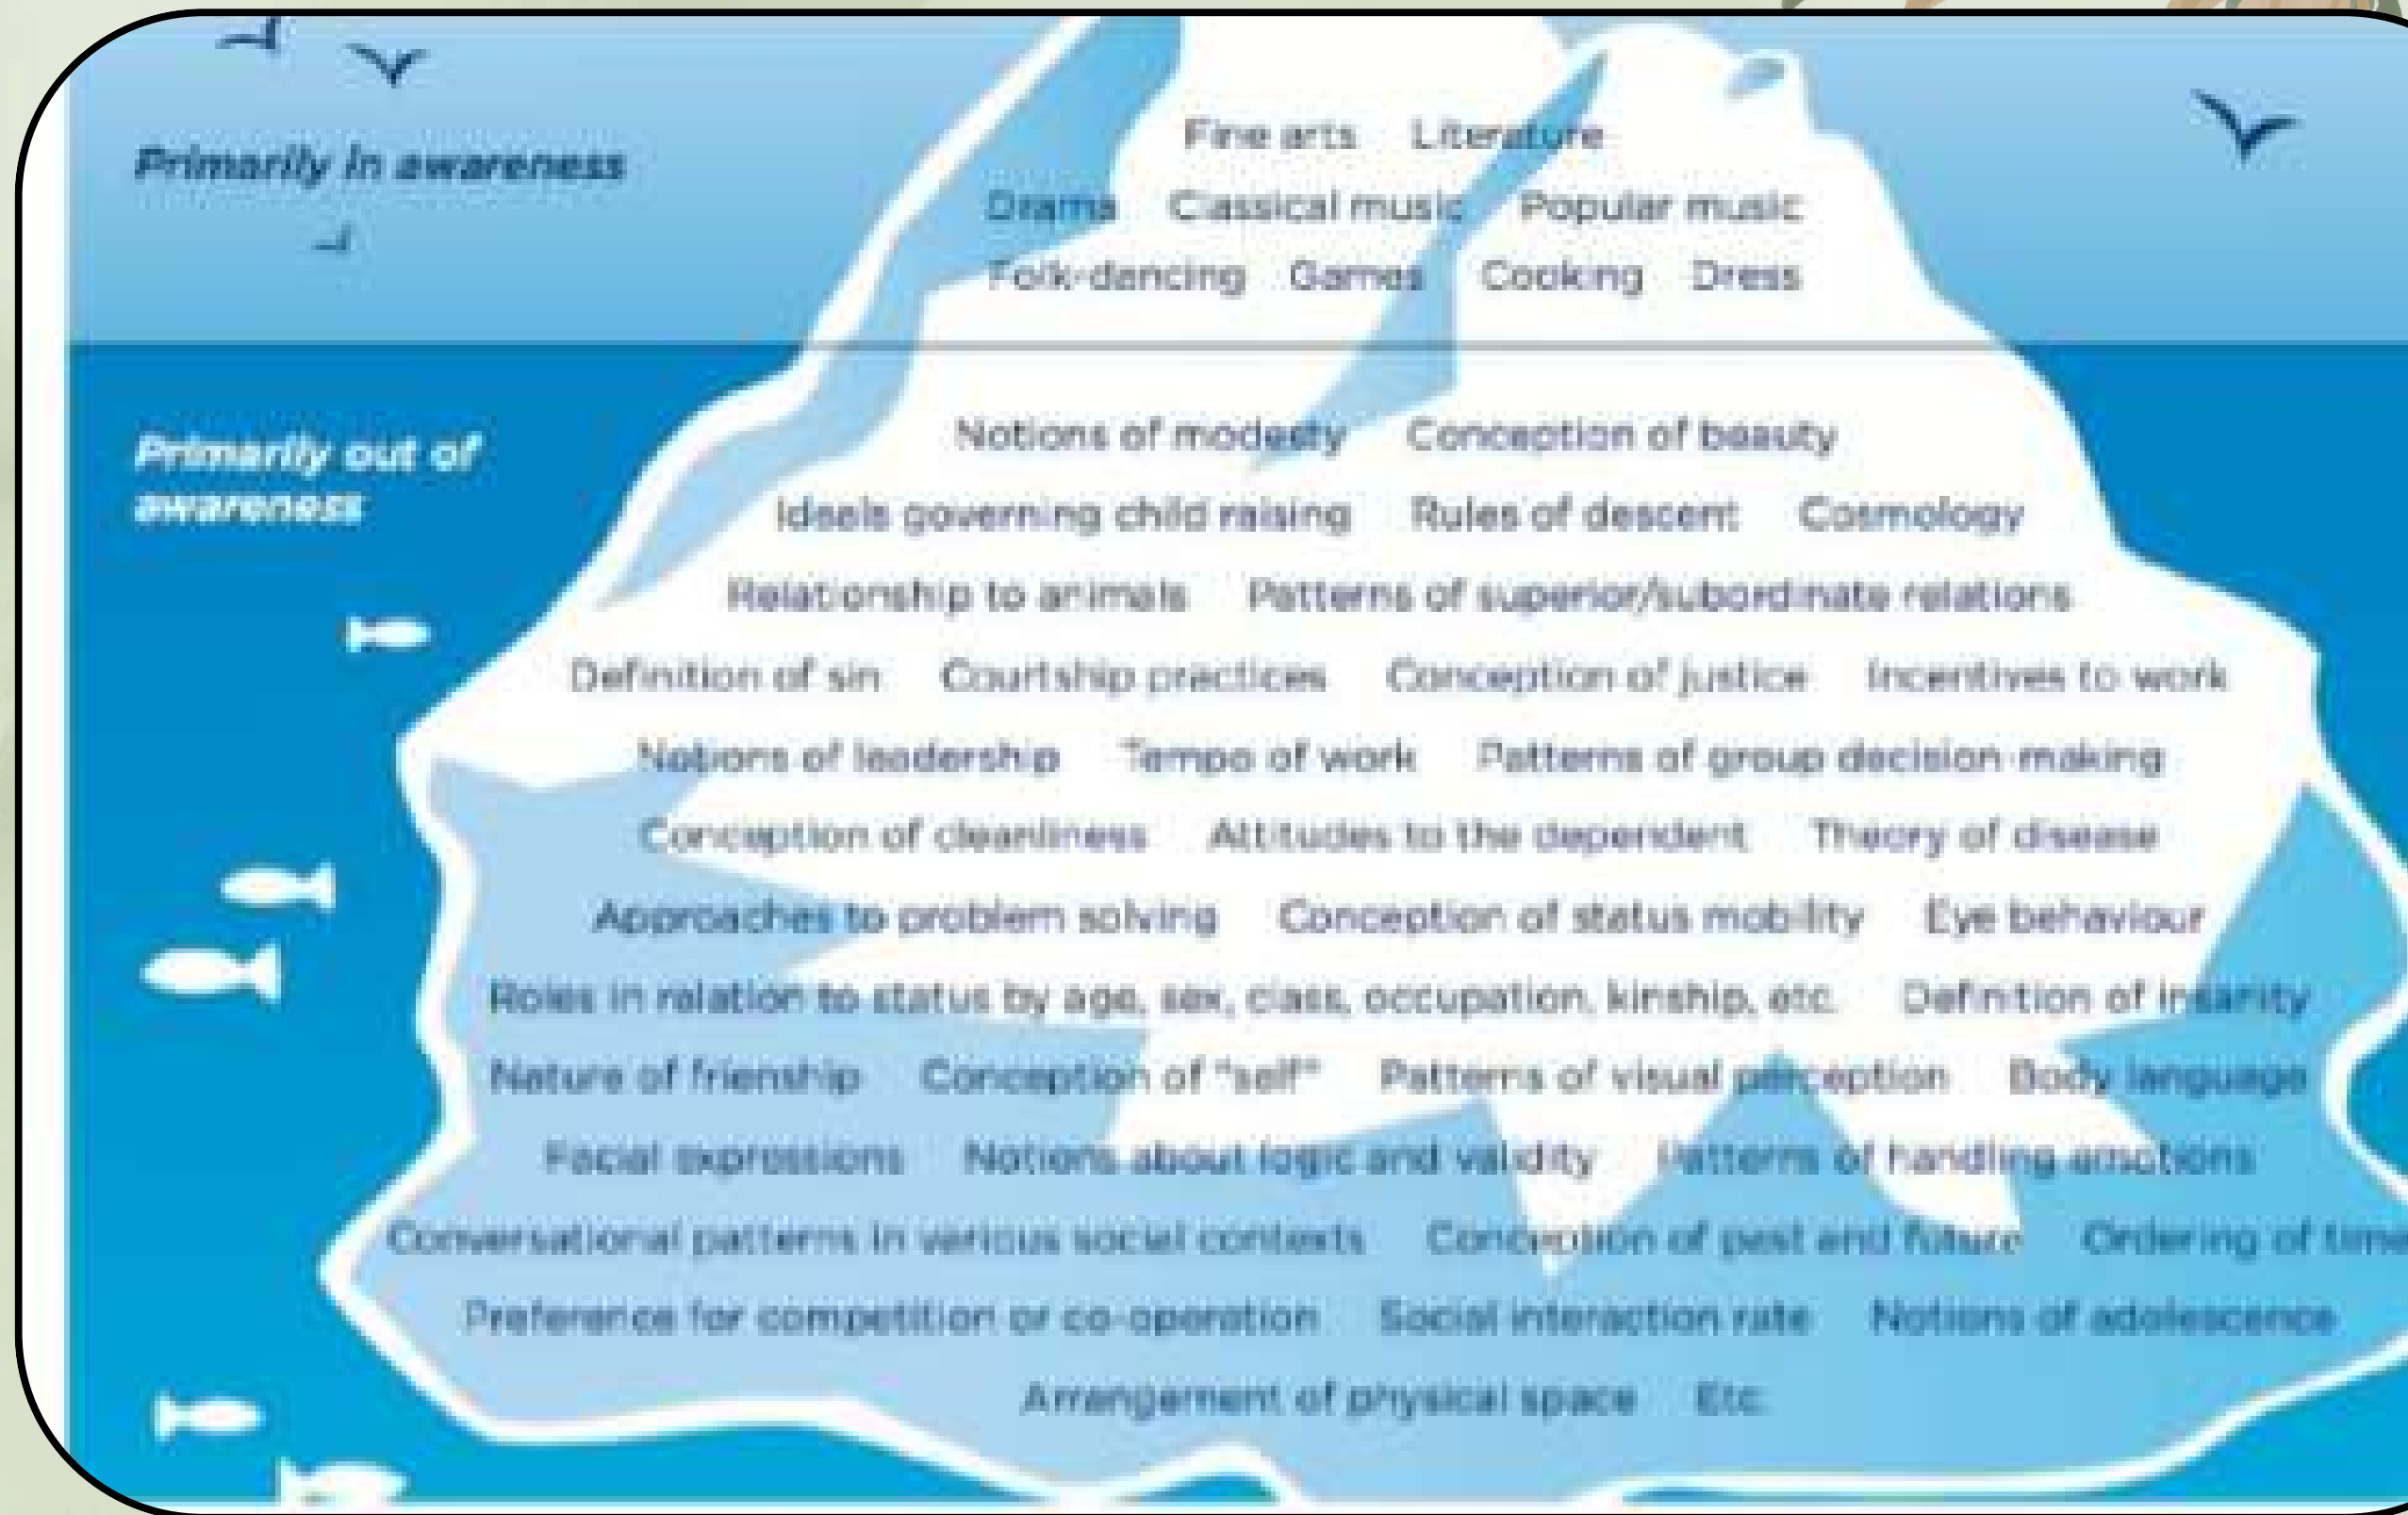 Fine arts Literature
Primarily in awareness
Drama Classical music Popular music
Folk-dancing Games Cooking Dress
Primarily out of
awareness
Notions of modesty Conception of beauty
Ideals governing child raising Rules of descent Cosmology
Relationship to animals Patterns of superior/subordinate relations
Definition of sin Courtship practices Conception of justice Incentives to work
Notions of leadership Tempo of work Patterns of group decision-making
Conception of cleanliness Attitudes to the dependent Theory of disease
Approaches to problem solving Conception of status mobility Eye behaviour
Roles in relation to status by age, sex, class, occupation, kinship, etc. Definition of insanity
Nature of frienship Conception of "self" Patterns of visual perception Body language
Facial expressions Notions about logic and validity Patterns of handling emotions
Conversational patterns in various social contexts Conception of past and future Ordering of time
Preference for competition or co-operation Social interaction rate Notions of adolescence
Arrangement of physical space Etc.